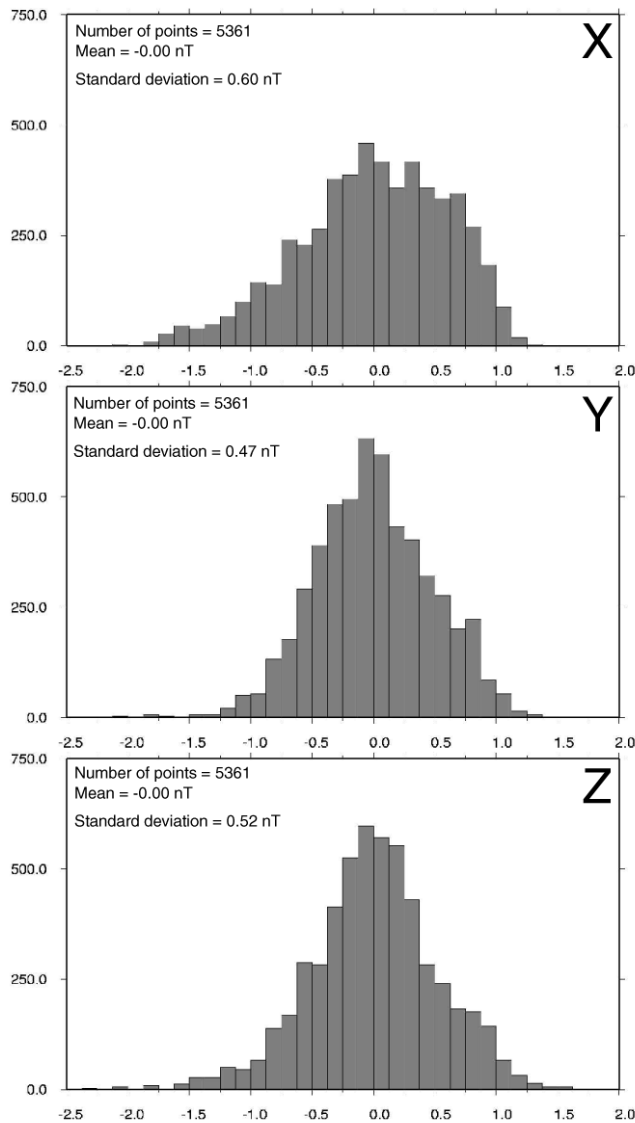 750.0
Number of points = 5361
X
Mean = -0.00 nT
Standard deviation = 0.60 nT
500.0
250.0
0.0
-2.5 -2.0 -1.5 -1.0 -0.5 0.0 0.5 1.0 1.5 2.0
750.0
Number of points = 5361
Y
Mean = -0.00 nT
Standard deviation = 0.47 nT
500.0
250.0
0.0
-2.5 -2.0 -1.5 -1.0 -0.5 0.0 0.5 1.0 1.5 2.0
750.0
Number of points = 5361
Z
Mean = -0.00 nT
Standard deviation = 0.52 nT
500.0
250.0
0.0
-2.5 -2.0 -1.5 -1.0 -0.5 0.0 0.5 1.0 1.5 2.0